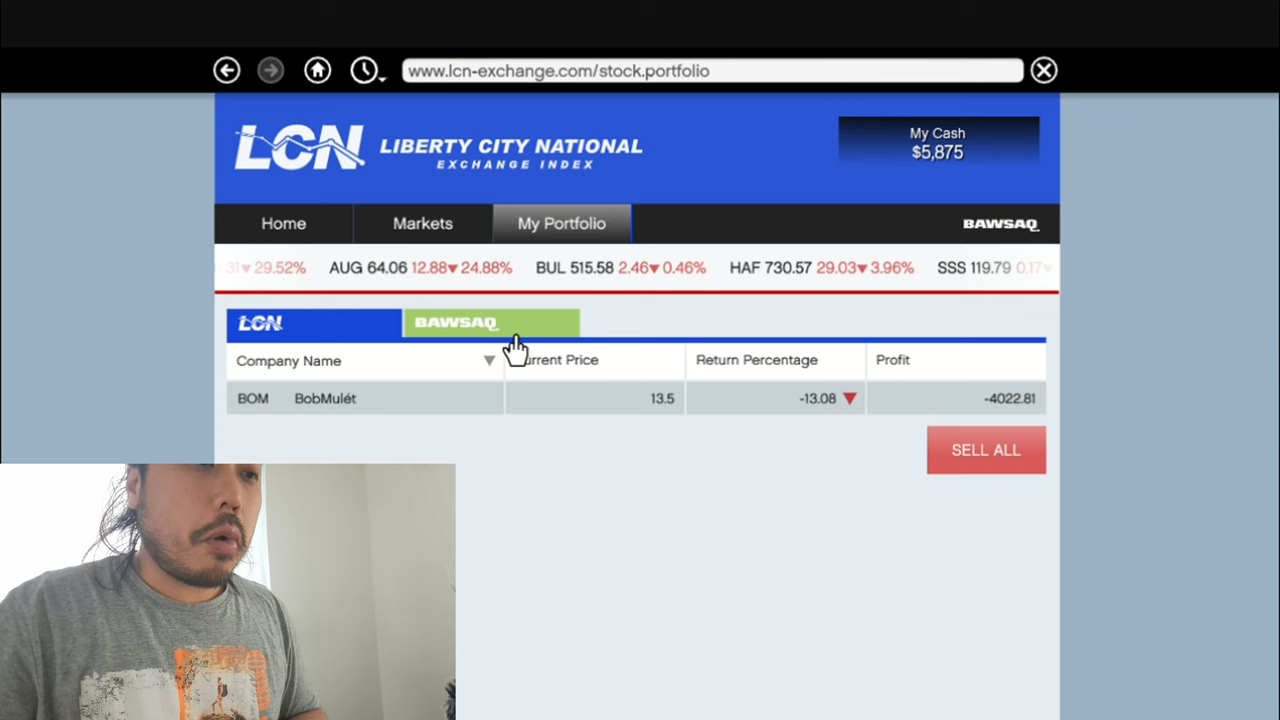 www.lcn-exchange.com/stock.portfolio
LCN LIBERTY CITY NATIONAL
EXCHANGE INDEX
My Cash
$5,875
Home Markets My Portfolio BAWSAQ
29.52% AUG 64.06 12.88▼ 24.88% BUL 515.58 2.46▼ 0.46% HAF 730.57 29.03▼ 3.96% SSS 119.79 0.17▼
LCN BAWSAQ
Company Name ▼ Price Return Percentage Profit
BOM BobMulét 13.5 -13.08 ▼ -4022.81
SELL ALL